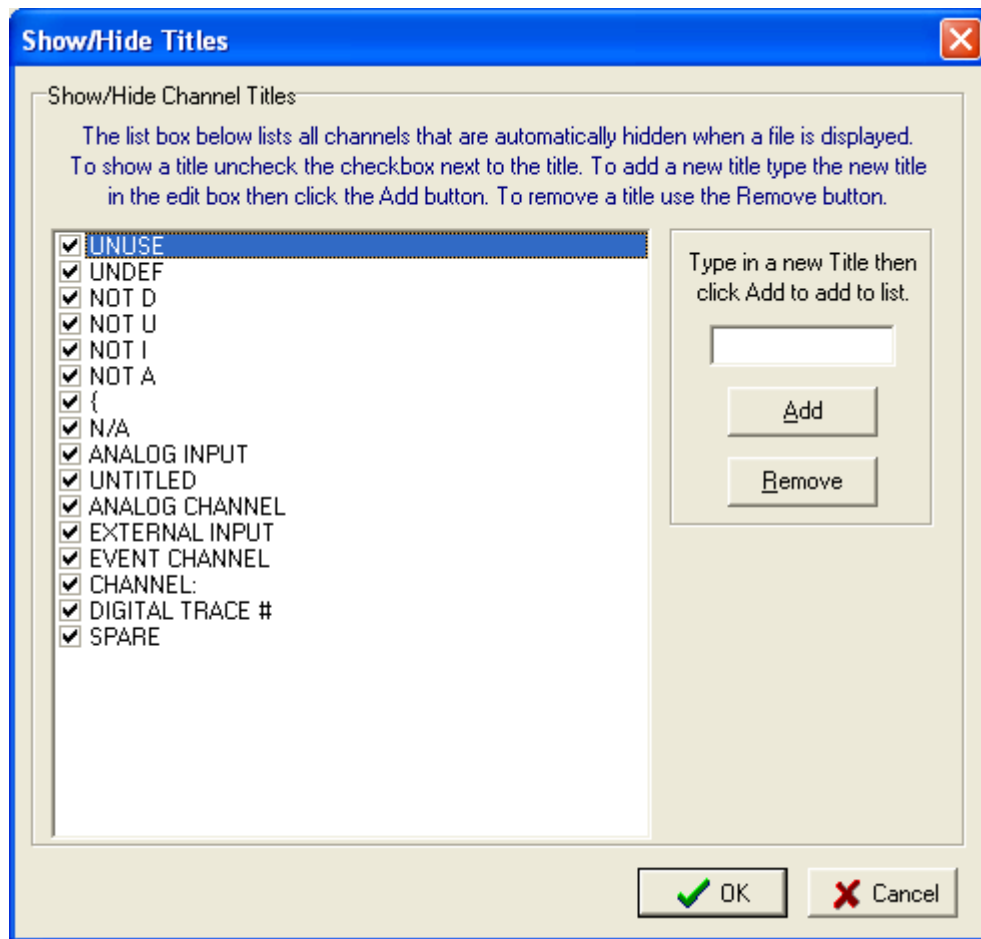 Show/Hide Titles
Show/Hide Channel Titles
The list box below lists all channels that are automatically hidden when a file is displayed.
To show a title uncheck the checkbox next to the title. To add a new title type the new title
in the edit box then click the Add button. To remove a title use the Remove button.
UNUSE
UNDEF
NOT D
NOT U
NOT I
NOT A
{
N/A
ANALOG INPUT
UNTITLED
ANALOG CHANNEL
EXTERNAL INPUT
EVENT CHANNEL
CHANNEL:
DIGITAL TRACE #
SPARE
Type in a new Title then
click Add to add to list.
Add
Remove
OK
Cancel